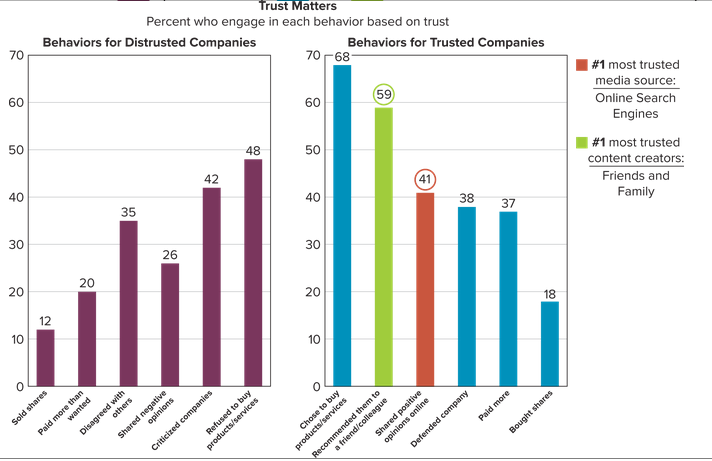 Trust Matters
Percent who engage in each behavior based on trust
Behaviors for Distrusted Companies
70
60
50
40
30
20
10
0
12
20
35
26
42
48
Sold shares
Paid more than
wanted
Disagreed with
others
Shared negative
opinions
Criticized companies
Refused to buy
products/services
Behaviors for Trusted Companies
70
60
50
40
30
20
10
0
68
59
41
38
37
18
Chose to buy
products/services
Recommended them to
a friend/colleague
Shared positive
opinions online
Defended company
Paid more
Bought shares
#1 most trusted
media source:
Online Search
Engines
#1 most trusted
content creators:
Friends and
Family